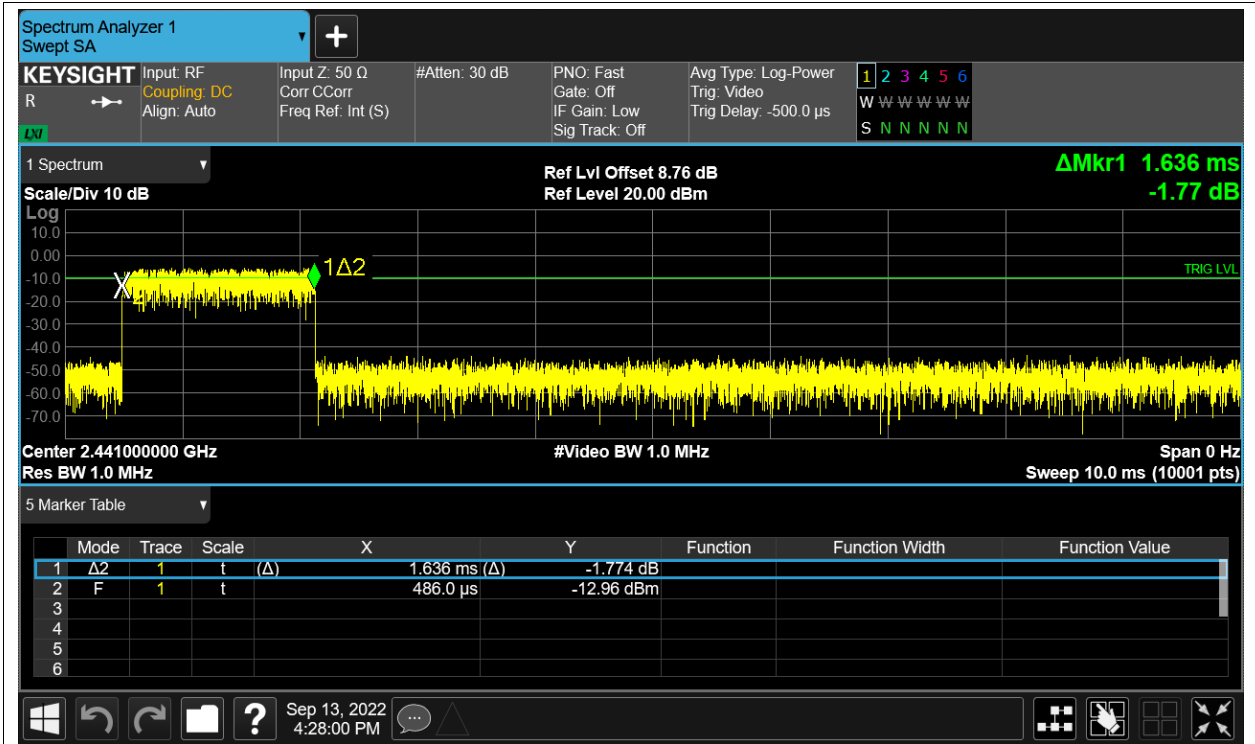 Spectrum Analyzer 1
Swept SA
+
KEYSIGHT Input: RF Input Z: 50 Ω #Atten: 30 dB PNO: Fast Avg Type: Log-Power 1 2 3 4 5 6
R Coupling: DC Corr CCorr Gate: Off Trig: Video W W W W W W
Align: Auto Freq Ref: Int (S) IF Gain: Low Trig Delay: -500.0 µs
LXI Sig Track: Off S N N N N N
1 Spectrum Ref Lvl Offset 8.76 dB ΔMkr1 1.636 ms
Scale/Div 10 dB Ref Level 20.00 dBm -1.77 dB
Log
10.0
0.00
1Δ2
TRIG LVL
-10.0
-20.0
-30.0
-40.0
-50.0
-60.0
-70.0
Center 2.441000000 GHz #Video BW 1.0 MHz Span 0 Hz
Res BW 1.0 MHz Sweep 10.0 ms (10001 pts)
5 Marker Table
Mode Trace Scale X Y Function Function Width Function Value
1 Δ2 1 t (Δ) 1.636 ms (Δ) -1.774 dB
2 F 1 t 486.0 µs -12.96 dBm
3
4
5
6
? Sep 13, 2022
4:28:00 PM